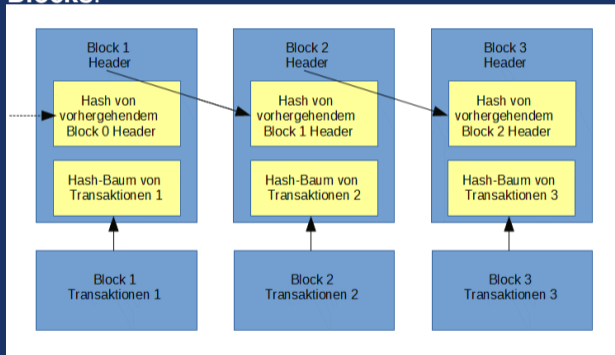 Block 1
Header
Hash von
vorhergehendem
Block 0 Header
Hash-Baum von
Transaktionen 1
Block 1
Transaktionen 1
Block 2
Header
Hash von
vorhergehendem
Block 1 Header
Hash-Baum von
Transaktionen 2
Block 2
Transaktionen 2
Block 3
Header
Hash von
vorhergehendem
Block 2 Header
Hash-Baum von
Transaktionen 3
Block 3
Transaktionen 3